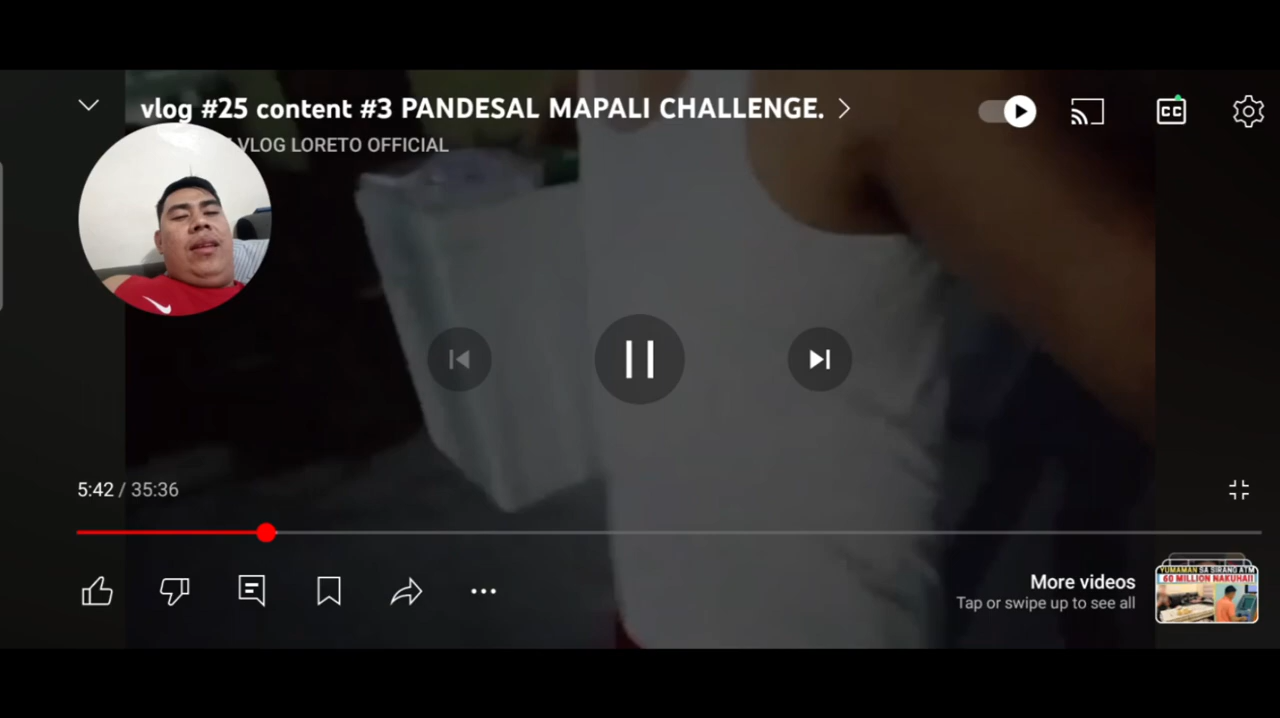 vlog #25 content #3 PANDESAL MAPALI CHALLENGE.
VLOG LORETO OFFICIAL
CC
5:42 / 35:36
More videos
Tap or swipe up to see all
YUMAMAN SA SIRANG ATM
60 MILLION NAKUHA!!